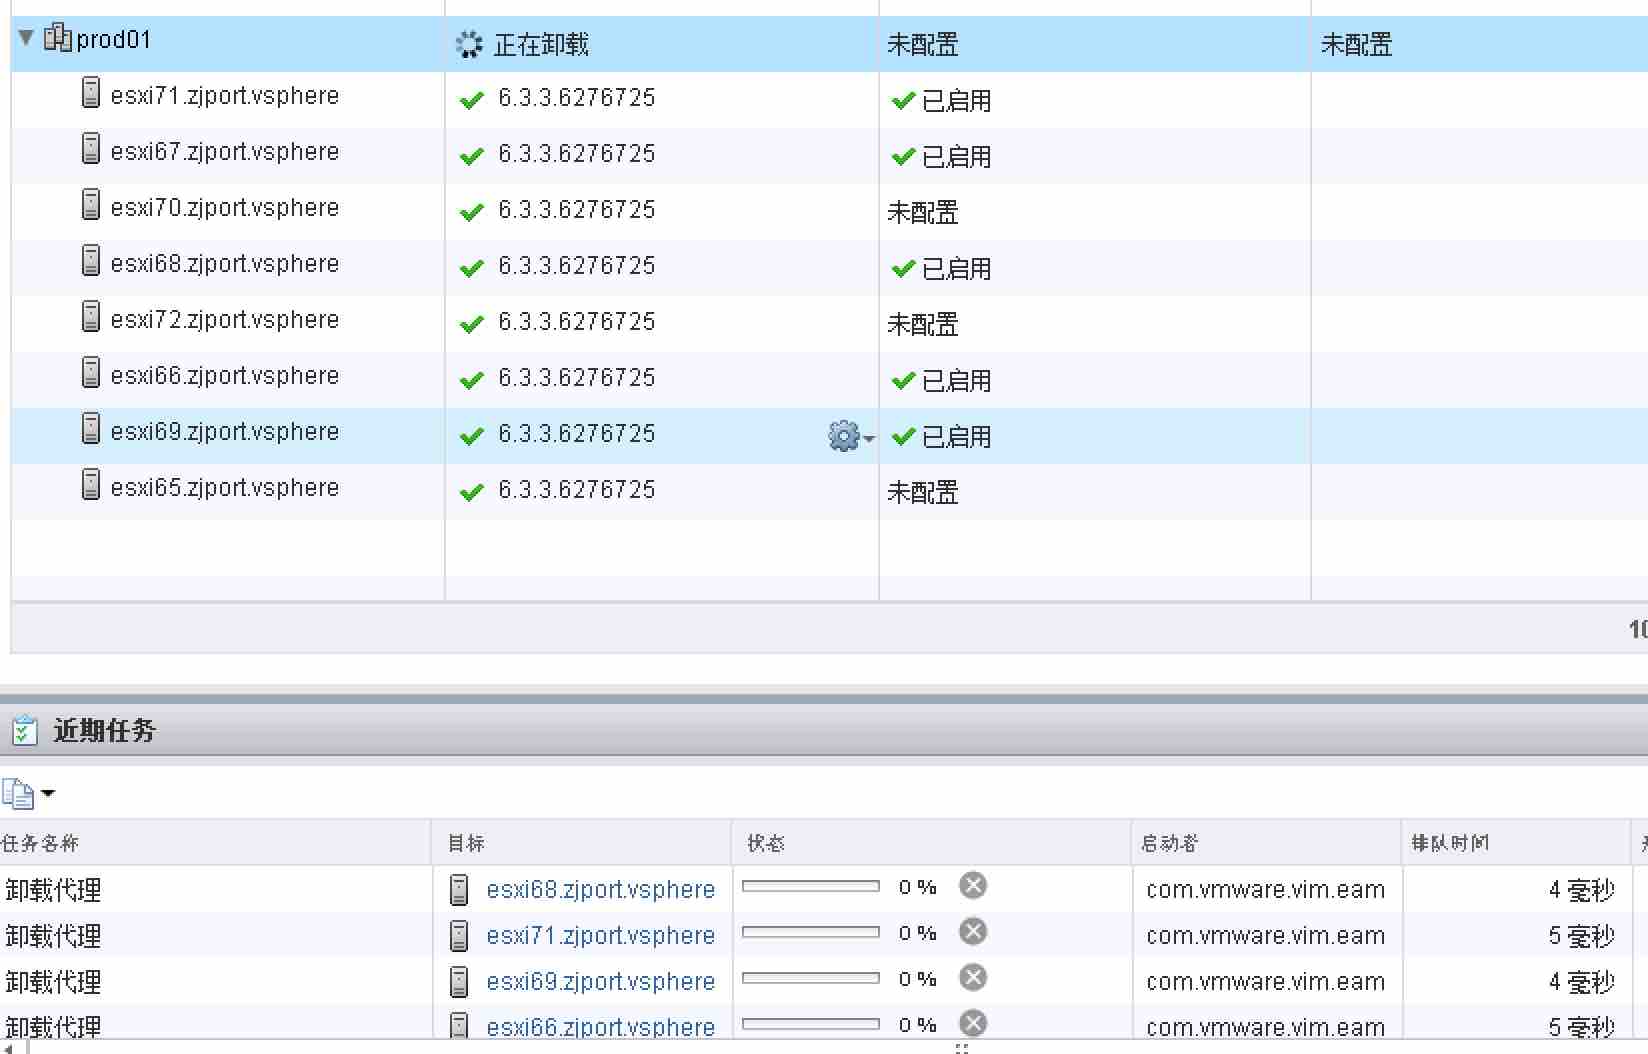 prod01 正在卸载 未配置 未配置
esxi71.zjport.vsphere 6.3.3.6276725 已启用
esxi67.zjport.vsphere 6.3.3.6276725 已启用
esxi70.zjport.vsphere 6.3.3.6276725 未配置
esxi68.zjport.vsphere 6.3.3.6276725 已启用
esxi72.zjport.vsphere 6.3.3.6276725 未配置
esxi66.zjport.vsphere 6.3.3.6276725 已启用
esxi69.zjport.vsphere 6.3.3.6276725 已启用
esxi65.zjport.vsphere 6.3.3.6276725 未配置
10
近期任务
任务名称 目标 状态 启动者 排队时间
卸载代理 esxi68.zjport.vsphere 0 % com.vmware.vim.eam 4 毫秒
卸载代理 esxi71.zjport.vsphere 0 % com.vmware.vim.eam 5 毫秒
卸载代理 esxi69.zjport.vsphere 0 % com.vmware.vim.eam 4 毫秒
卸载代理 esxi66.zjport.vsphere 0 % com.vmware.vim.eam 5 毫秒